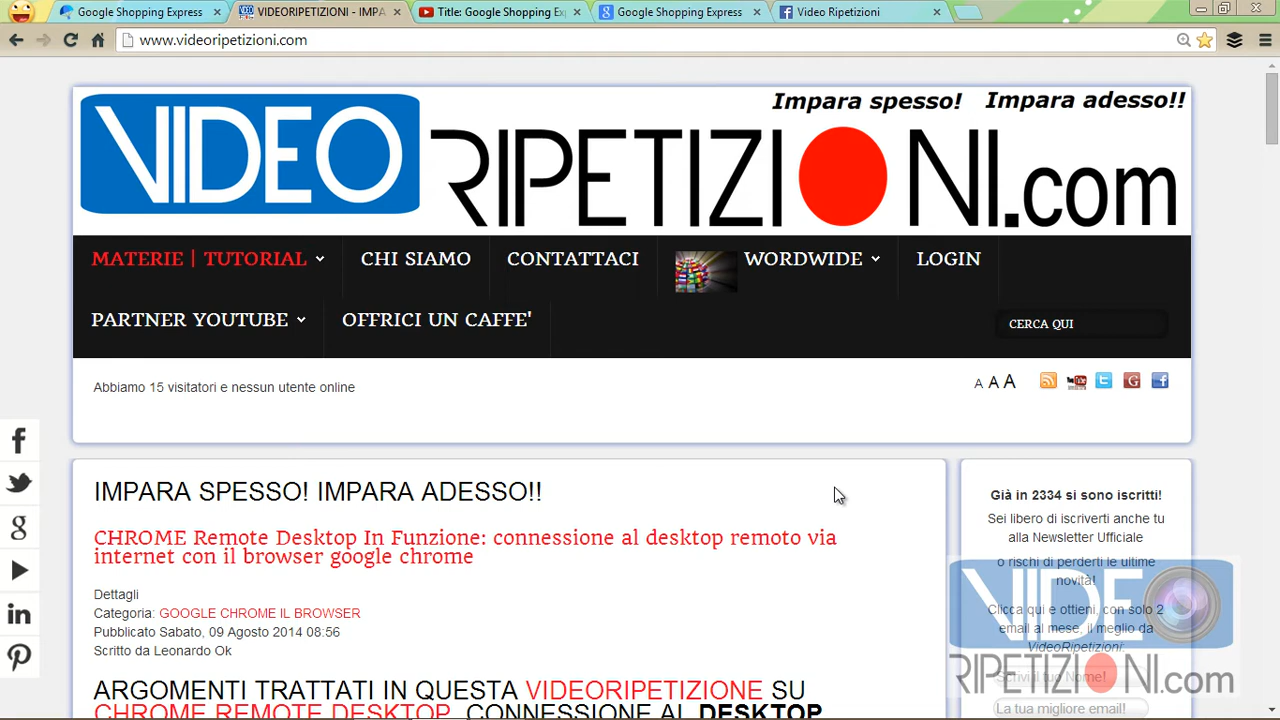 Google Shopping Express
VIDEORIPETIZIONI - IMPA
Title: Google Shopping Ex
Google Shopping Express
Video Ripetizioni
www.videoripetizioni.com
Impara spesso! Impara adesso!!
VIDEO RIPETIZIONI.com
MATERIE | TUTORIAL
CHI SIAMO
CONTATTACI
WORDWIDE
LOGIN
PARTNER YOUTUBE
OFFRICI UN CAFFE'
CERCA QUI
Abbiamo 15 visitatori e nessun utente online
A A A
IMPARA SPESSO! IMPARA ADESSO!!
CHROME Remote Desktop In Funzione: connessione al desktop remoto via
internet con il browser google chrome
Dettagli
Categoria: GOOGLE CHROME IL BROWSER
Pubblicato Sabato, 09 Agosto 2014 08:56
Scritto da Leonardo Ok
ARGOMENTI TRATTATI IN QUESTA VIDEORIPETIZIONE SU
CHROME REMOTE DESKTOP, CONNESSIONE AL DESKTOP
Già in 2334 si sono iscritti!
Sei libero di iscriverti anche tu
alla Newsletter Ufficiale
o rischi di perderti le ultime
novità!
Clicca qui e ottieni, con solo 2
email al mese, il meglio da
VideoRipetizioni:
Scrivi il tuo Nome!
La tua migliore email!
VIDEO
RIPETIZIONI.com